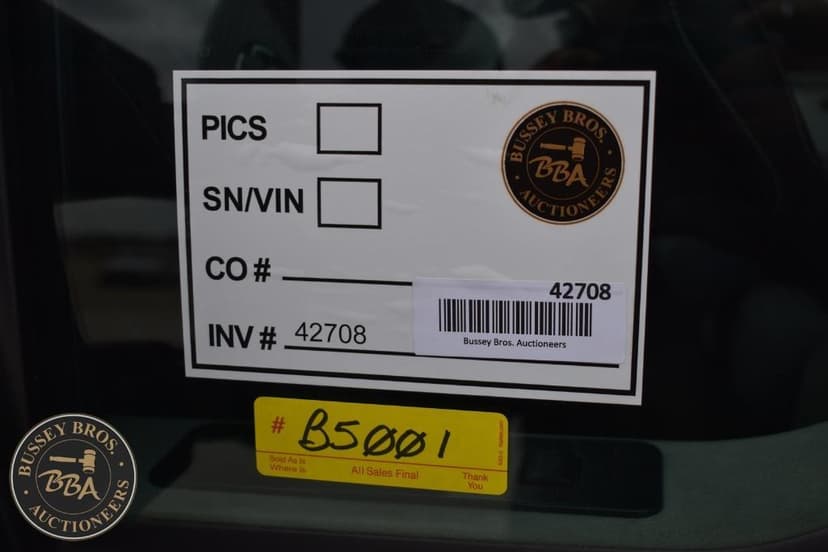 PICS
SN/VIN
CO #
INV # 42708
BUSSEY BROS.
BBA
AUCTIONEERS
42708
Bussey Bros. Auctioneers
# B5001
Sold As Is
Where Is
All Sales Final
Thank
You
BUSSEY BROS.
BBA
AUCTIONEERS